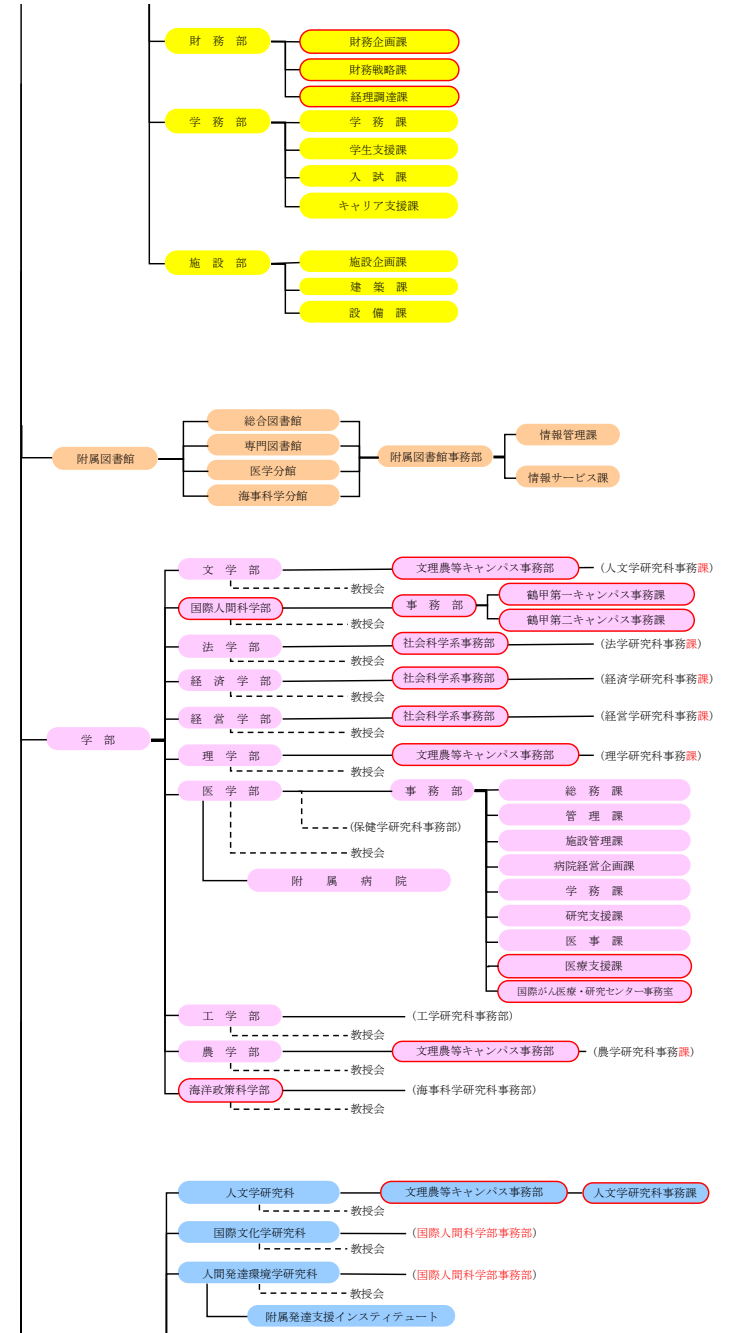 財　務　部
財務企画課
財務戦略課
経理調達課
学　務　部
学　務　課
学生支援課
入　試　課
キャリア支援課
施　設　部
施設企画課
建　築　課
設　備　課
附属図書館
総合図書館
専門図書館
医学分館
海事科学分館
附属図書館事務部
情報管理課
情報サービス課
学　部
文　学　部
文理農等キャンパス事務部
(人文学研究科事務課)
教授会
国際人間科学部
事　務　部
鶴甲第一キャンパス事務課
鶴甲第二キャンパス事務課
教授会
法　学　部
社会科学系事務部
(法学研究科事務課)
教授会
経　済　学　部
社会科学系事務部
(経済学研究科事務課)
教授会
経　営　学　部
社会科学系事務部
(経営学研究科事務課)
教授会
理　学　部
文理農等キャンパス事務部
(理学研究科事務課)
教授会
医　学　部
事　務　部
総　務　課
管　理　課
施設管理課
病院経営企画課
学　務　課
研究支援課
医　事　課
医療支援課
国際がん医療・研究センター事務室
(保健学研究科事務部)
教授会
附　属　病　院
工　学　部
(工学研究科事務部)
教授会
農　学　部
文理農等キャンパス事務部
(農学研究科事務課)
教授会
海洋政策科学部
(海事科学研究科事務部)
教授会
人文学研究科
文理農等キャンパス事務部
人文学研究科事務課
教授会
国際文化学研究科
(国際人間科学部事務部)
教授会
人間発達環境学研究科
(国際人間科学部事務部)
教授会
附属発達支援インスティテュート